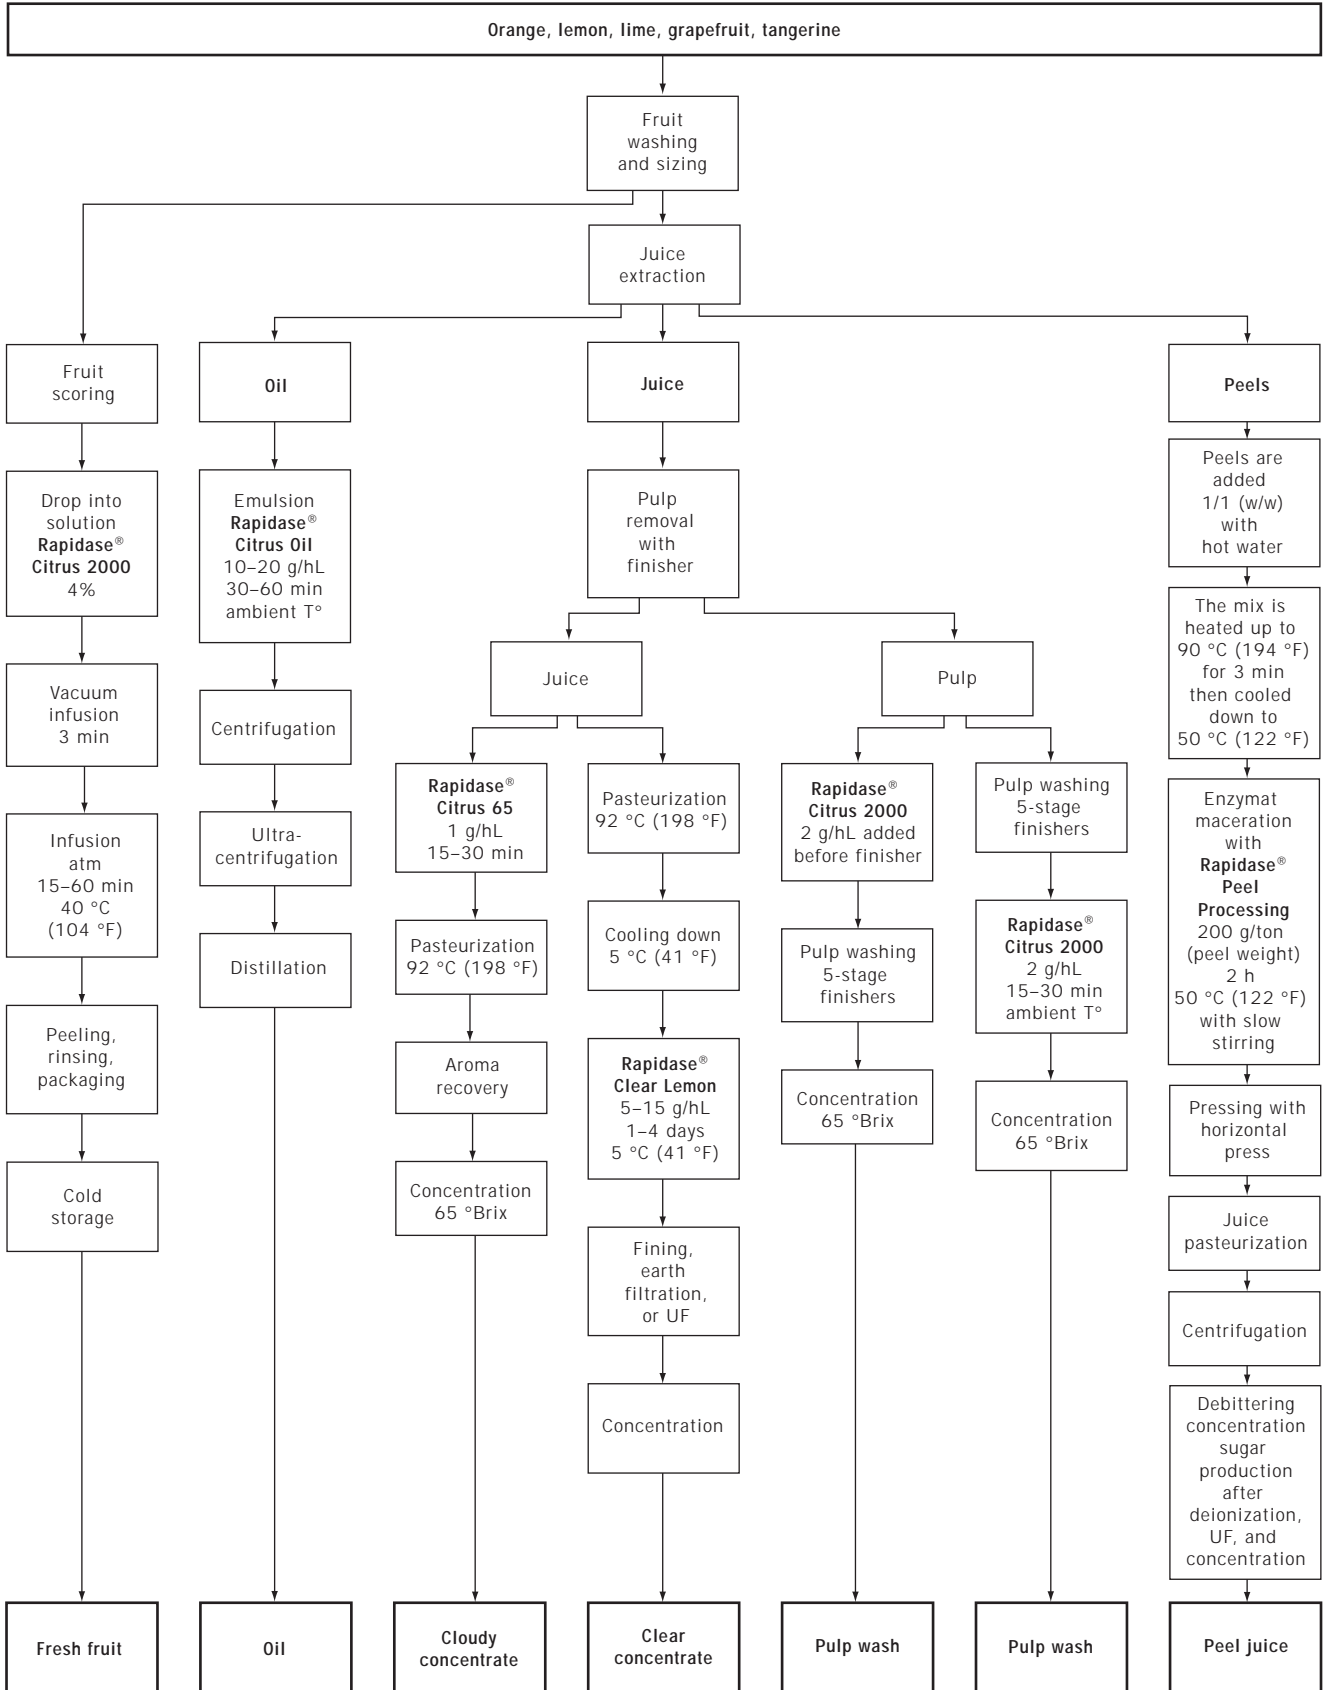 Orange, lemon, lime, grapefruit, tangerine
Fruit
washing
and sizing
Juice
extraction
Fruit
scoring
Drop into
solution
Rapidase®
Citrus 2000
4%
Vacuum
infusion
3 min
Infusion
atm
15–60 min
40 °C
(104 °F)
Peeling,
rinsing,
packaging
Cold
storage
Fresh fruit
Oil
Emulsion
Rapidase®
Citrus Oil
10–20 g/hL
30–60 min
ambient T°
Centrifugation
Ultra-
centrifugation
Distillation
Oil
Juice
Pulp
removal
with
finisher
Juice
Rapidase®
Citrus 65
1 g/hL
15–30 min
Pasteurization
92 °C (198 °F)
Aroma
recovery
Concentration
65 °Brix
Cloudy
concentrate
Pasteurization
92 °C (198 °F)
Cooling down
5 °C (41 °F)
Rapidase®
Clear Lemon
5–15 g/hL
1–4 days
5 °C (41 °F)
Fining,
earth
filtration,
or UF
Concentration
Clear
concentrate
Pulp
Rapidase®
Citrus 2000
2 g/hL added
before finisher
Pulp washing
5-stage
finishers
Concentration
65 °Brix
Pulp wash
Pulp washing
5-stage
finishers
Rapidase®
Citrus 2000
2 g/hL
15–30 min
ambient T°
Concentration
65 °Brix
Pulp wash
Peels
Peels are
added
1/1 (w/w)
with
hot water
The mix is
heated up to
90 °C (194 °F)
for 3 min
then cooled
down to
50 °C (122 °F)
Enzymat
maceration
with
Rapidase®
Peel
Processing
200 g/ton
(peel weight)
2 h
50 °C (122 °F)
with slow
stirring
Pressing with
horizontal
press
Juice
pasteurization
Centrifugation
Debittering
concentration
sugar
production
after
deionization,
UF, and
concentration
Peel juice